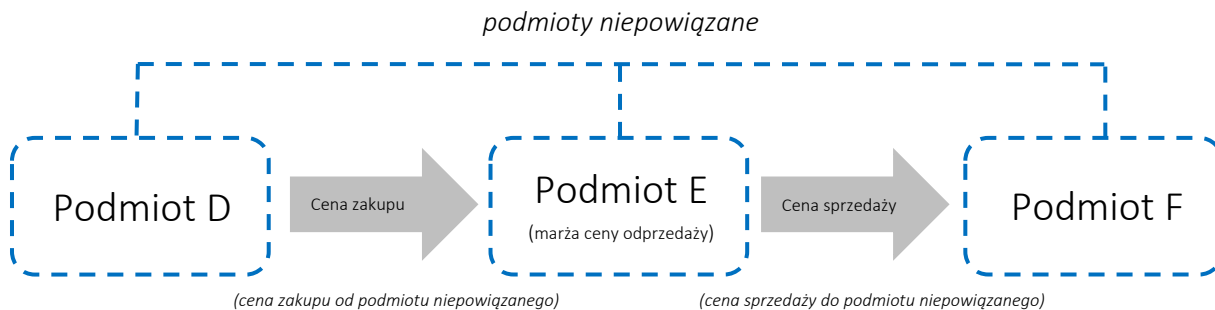 podmioty niepowiązane
Podmiot D
Cena zakupu
Podmiot E
(marża ceny odprzedaży)
Cena sprzedaży
Podmiot F
(cena zakupu od podmiotu niepowiązanego)
(cena sprzedaży do podmiotu niepowiązanego)